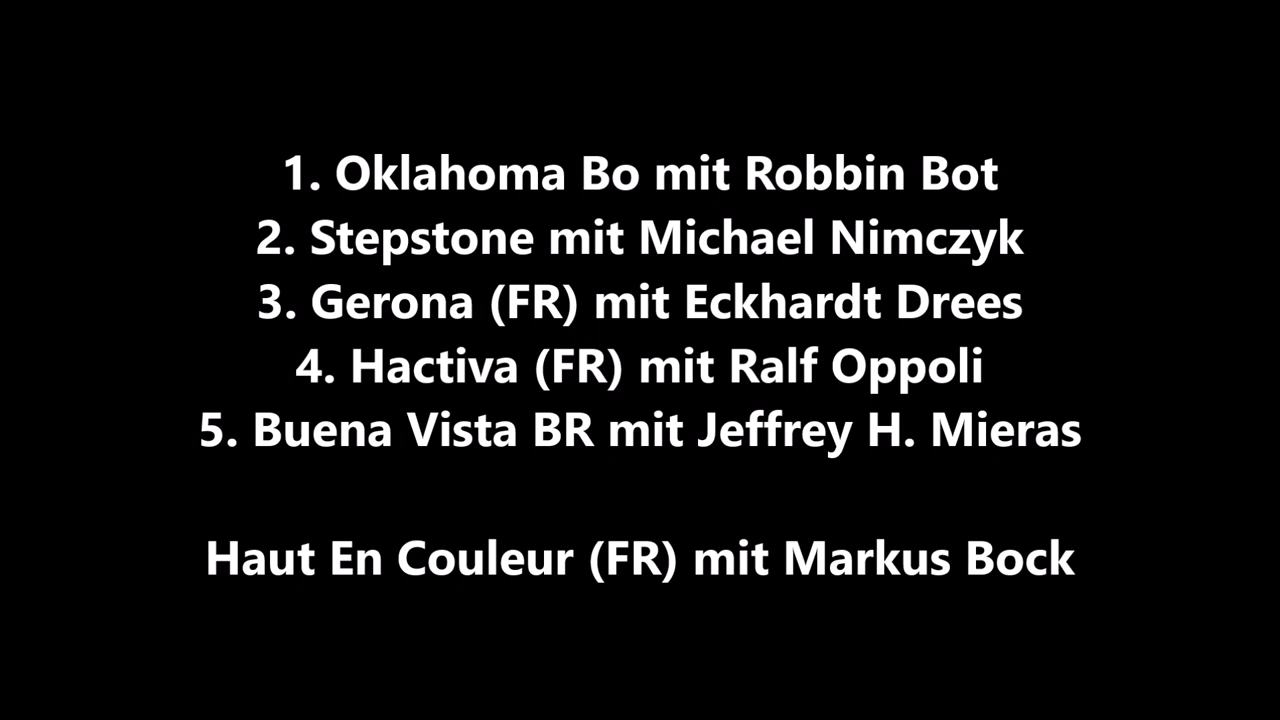 1. Oklahoma Bo mit Robbin Bot
2. Stepstone mit Michael Nimczyk
3. Gerona (FR) mit Eckhardt Drees
4. Hactiva (FR) mit Ralf Oppoli
5. Buena Vista BR mit Jeffrey H. Mieras
Haut En Couleur (FR) mit Markus Bock